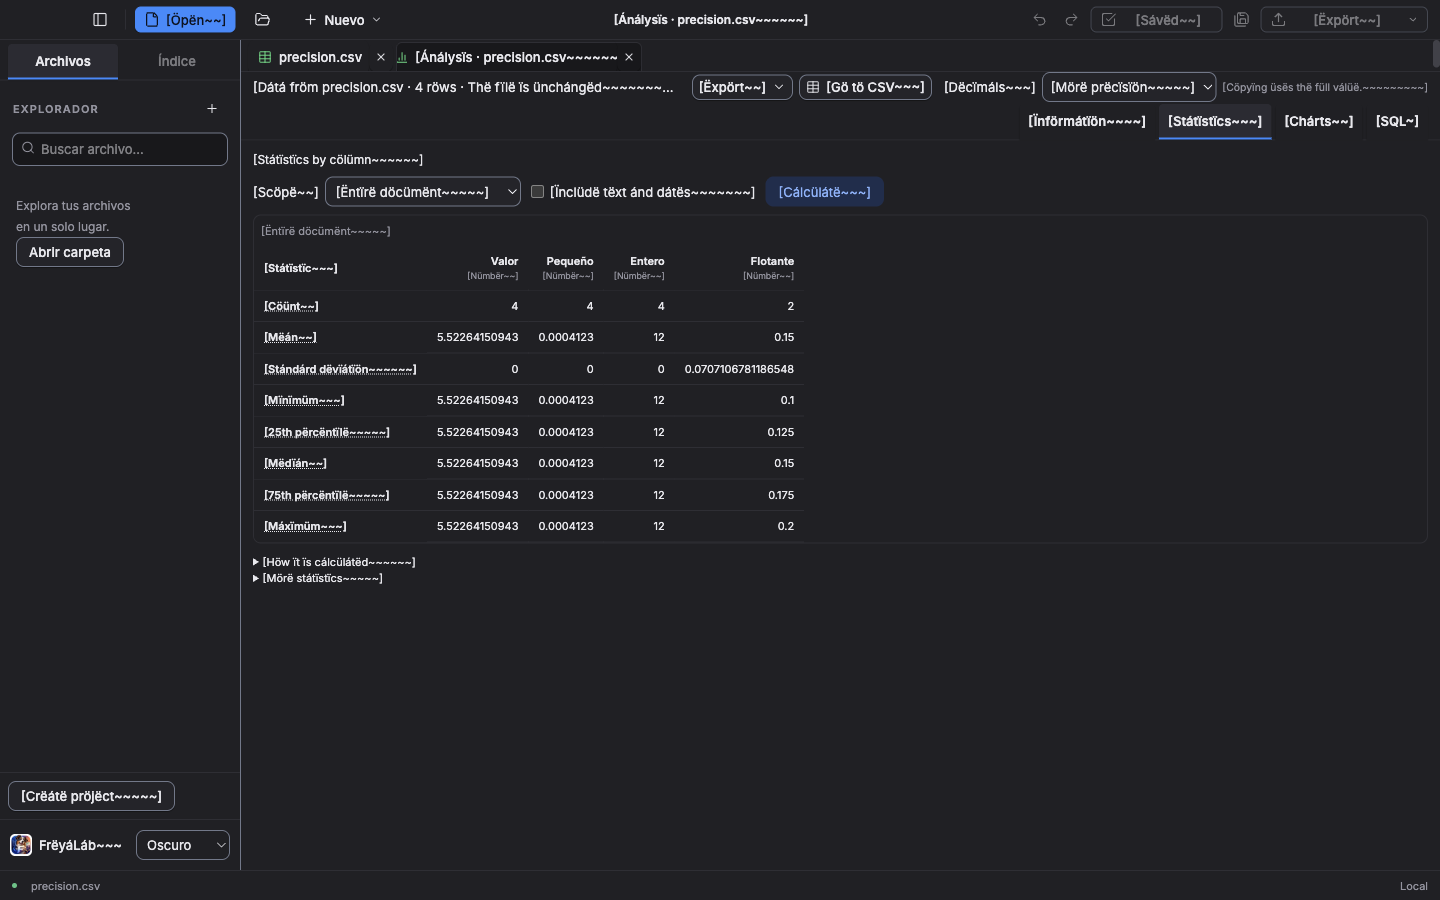 [Öpën~~]
Nuevo
[Ánálysïs · precision.csv~~~~~~]
[Sávëd~~]
[Ëxpört~~]
Archivos
Índice
precision.csv
[Ánálysïs · precision.csv~~~~~~
EXPLORADOR
Buscar archivo...
Explora tus archivos
en un solo lugar.
Abrir carpeta
[Dátá fröm precision.csv · 4 röws · Thë fïlë ïs ünchángëd~~~~~~~...
[Ëxpört~~]
[Gö tö CSV~~~]
[Dëcïmáls~~~]
[Mörë prëcïsïön~~~~~]
[Cöpyïng üsës thë füll válüë.~~~~~~~~~]
[Ïnförmátïön~~~~]
[Státïstïcs~~~]
[Chárts~~]
[SQL~]
[Státïstïcs by cölümn~~~~~~]
[Scöpë~~]
[Ëntïrë döcümënt~~~~~]
[Ïnclüdë tëxt ánd dátës~~~~~~~]
[Cálcülátë~~~]
[Ëntïrë döcümënt~~~~~]
[Státïstïc~~~] Valor Pequeño Entero Flotante
[Nümbër~~] [Nümbër~~] [Nümbër~~] [Nümbër~~]
[Cöünt~~] 4 4 4 2
[Mëán~~] 5.52264150943 0.0004123 12 0.15
[Stándárd dëvïátïön~~~~~~] 0 0 0 0.0707106781186548
[Mïnïmüm~~~] 5.52264150943 0.0004123 12 0.1
[25th përcëntïlë~~~~~] 5.52264150943 0.0004123 12 0.125
[Mëdïán~~] 5.52264150943 0.0004123 12 0.15
[75th përcëntïlë~~~~~] 5.52264150943 0.0004123 12 0.175
[Máxïmüm~~~] 5.52264150943 0.0004123 12 0.2
[Höw ït ïs cálcülátëd~~~~~~]
[Mörë státïstïcs~~~~~]
[Crëátë pröjëct~~~~~]
FrëyáLáb~~~
Oscuro
precision.csv
Local